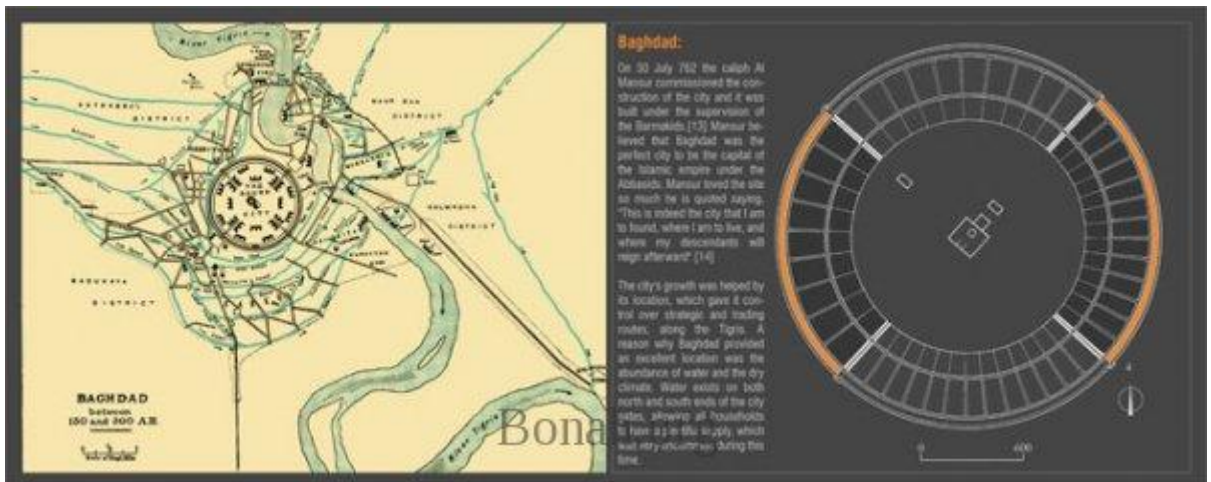 River Tigris
DISTRICT
DISTRICT
THE
ROUND
CITY
DISTRICT
DISTRICT
BAGHDAD
between
150 and 300 A.H.
River Tigris
Bona
Baghdad:
On 30 July 762 the caliph Al
Mansur commissioned the con-
struction of the city and it was
built under the supervision of
the Barmakids.[13] Mansur be-
lieved that Baghdad was the
perfect city to be the capital of
the Islamic empire under the
Abbasids. Mansur loved the site
so much he is quoted saying,
"This is indeed the city that I am
to found, where I am to live, and
where my descendants will
reign afterward".[14]
The city's growth was helped by
its location, which gave it con-
trol over strategic and trading
routes, along the Tigris. A
reason why Baghdad provided
an excellent location was the
abundance of water and the dry
climate. Water exists on both
north and south ends of the city
gates, allowing all households
to have a plentiful supply, which
during this
time.
0
600